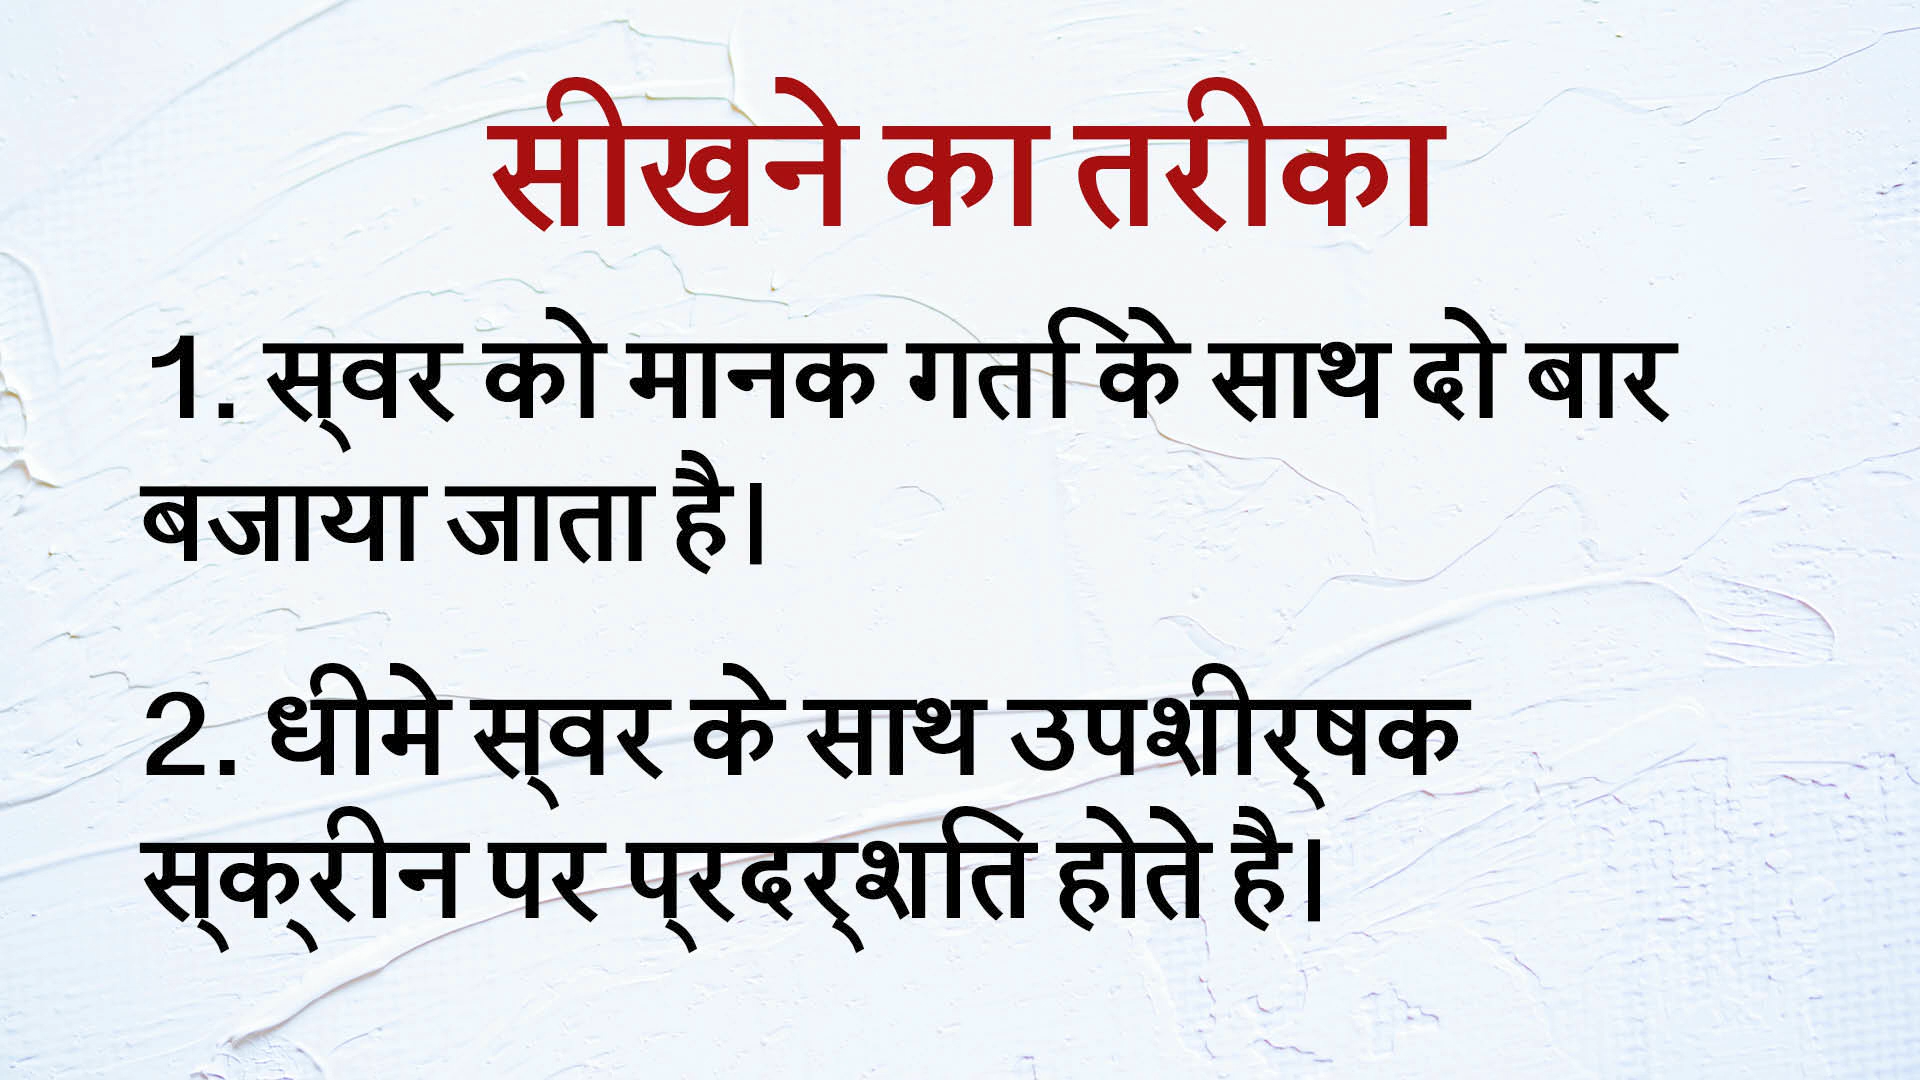 सीखने का तरीका
1. स्वर को मानक गति के साथ दो बार
बजाया जाता है।
2. धीमे स्वर के साथ उपशीर्षक
स्क्रीन पर प्रदर्शित होते है।